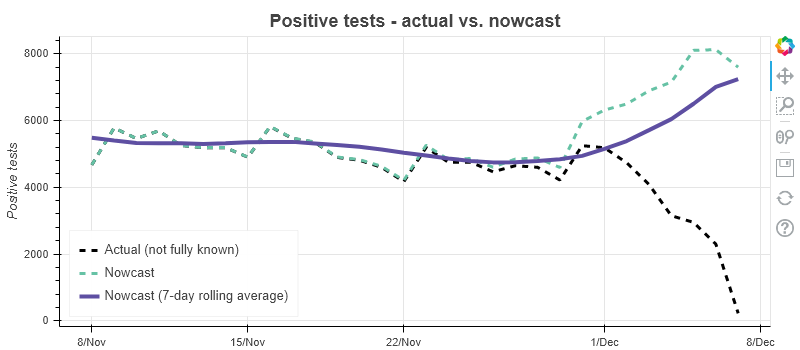 Positive tests - actual vs. nowcast
8000
6000
4000
2000
0
Positive tests
Actual (not fully known)
Nowcast
Nowcast (7-day rolling average)
8/Nov 15/Nov 22/Nov 1/Dec 8/Dec